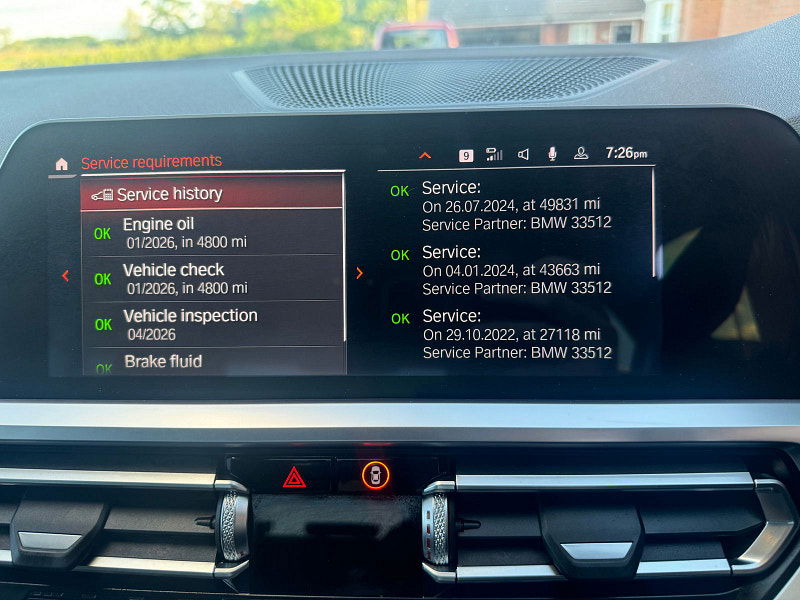 Service requirements
9
7:26pm
Service history
OK Engine oil
01/2026, in 4800 mi
OK Vehicle check
01/2026, in 4800 mi
OK Vehicle inspection
04/2026
OK Brake fluid
OK Service:
On 26.07.2024, at 49831 mi
Service Partner: BMW 33512
OK Service:
On 04.01.2024, at 43663 mi
Service Partner: BMW 33512
OK Service:
On 29.10.2022, at 27118 mi
Service Partner: BMW 33512